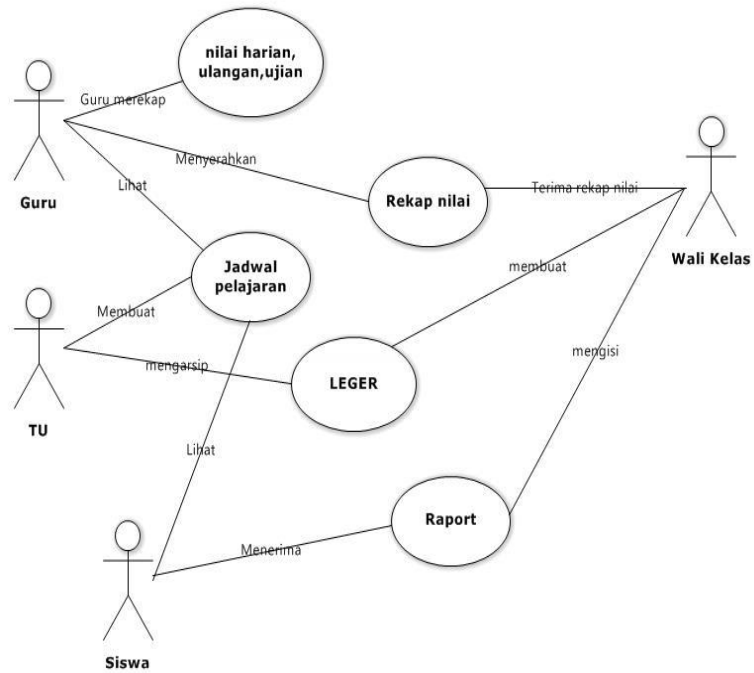 nilai harian,
ulangan,ujian
Guru merekap
Menyerahkan
Lihat
Guru
Rekap nilai
Terima rekap nilai
Wali Kelas
Jadwal
pelajaran
membuat
Membuat
mengarsip
LEGER
mengisi
TU
Lihat
Raport
Menerima
Siswa